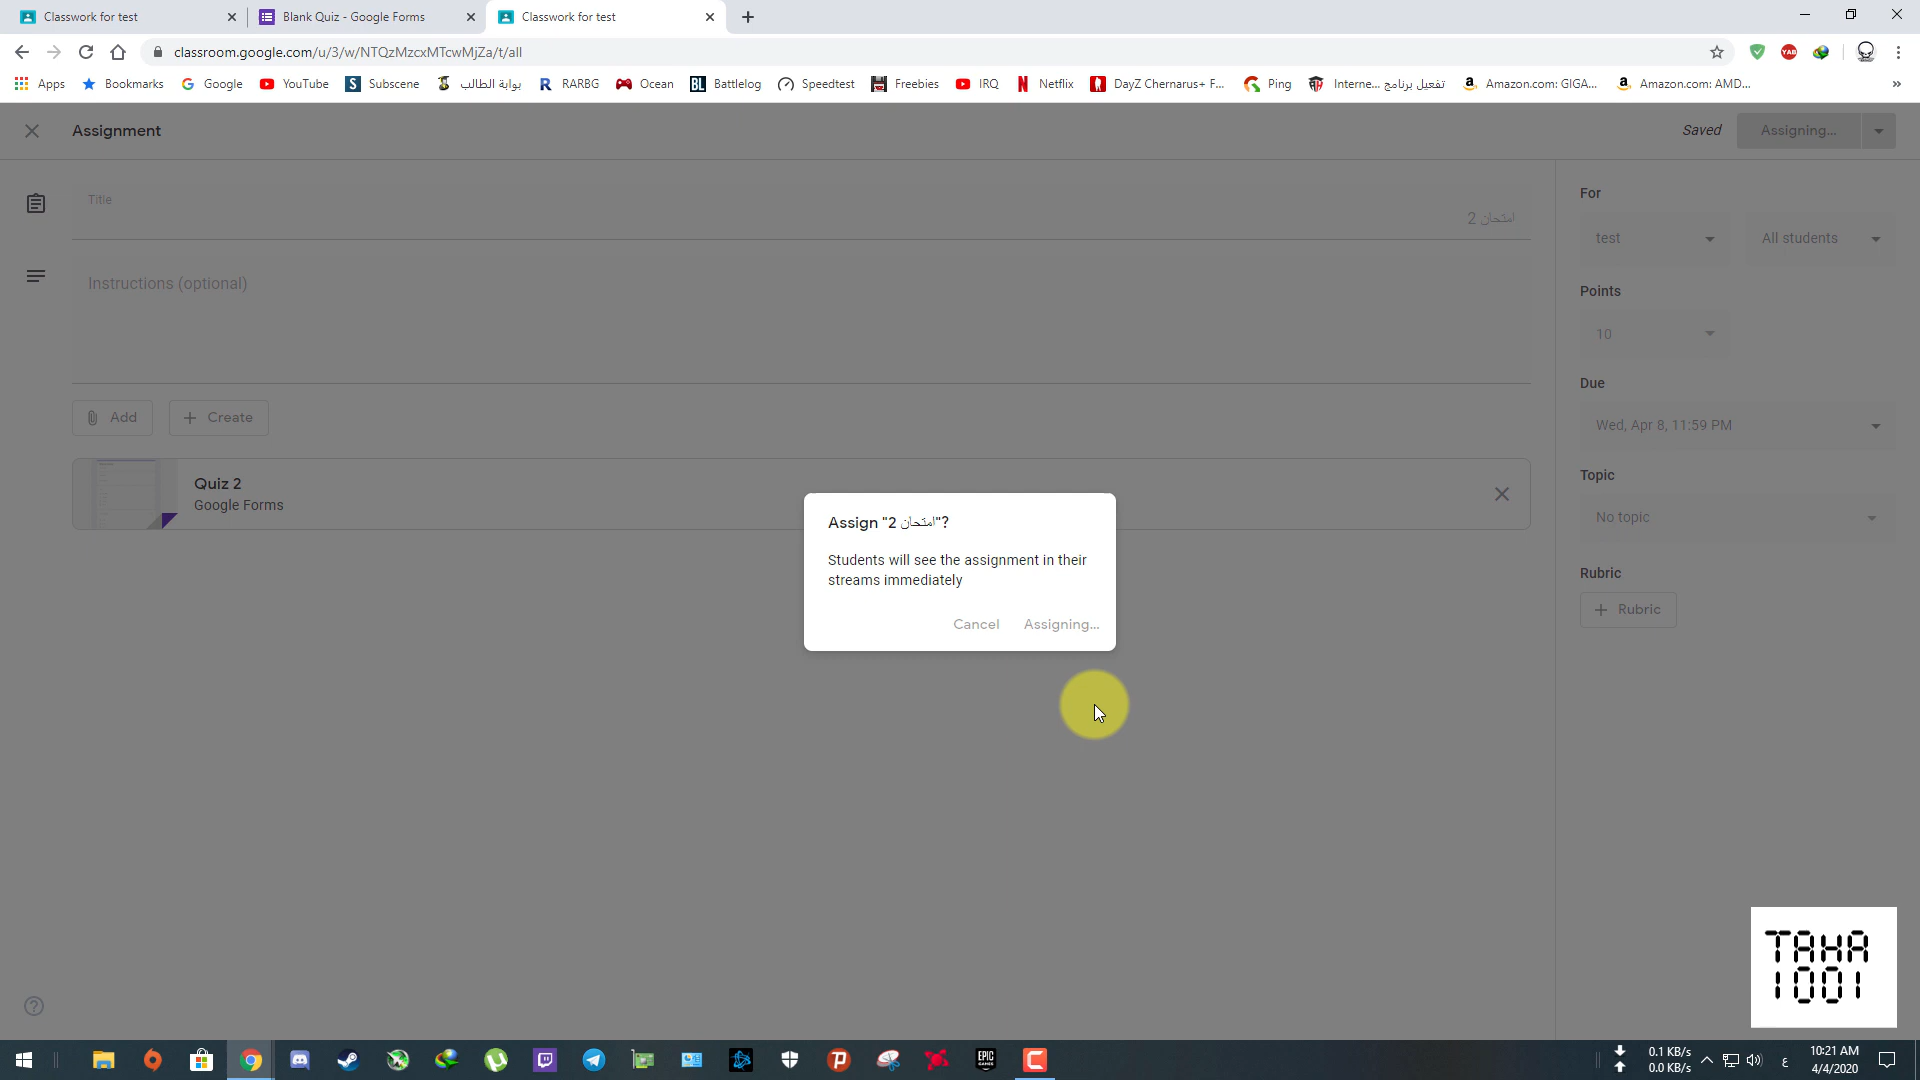 Classwork for test
Blank Quiz - Google Forms
Classwork for test
classroom.google.com/u/3/w/NTQzMzcxMTcwMjZa/t/all
YAB
Apps
Bookmarks
Google
YouTube
Subscene
بوابة الطالب
RARBG
Ocean
Battlelog
Speedtest
Freebies
IRQ
Netflix
DayZ Chernarus+ F...
Ping
Interne... تفعيل برنامج
Amazon.com: GIGA...
Amazon.com: AMD...
Assignment
Saved
Assigning...
Title
امتحان 2
Instructions (optional)
Add
Create
Quiz 2
Google Forms
For
test
All students
Points
10
Due
Wed, Apr 8, 11:59 PM
Topic
No topic
Rubric
Rubric
Assign "امتحان 2"?
Students will see the assignment in their
streams immediately
Cancel
Assigning...
TAHA
1001
EPIC
GAMES
0.1 KB/s
0.0 KB/s
ع
10:21 AM
4/4/2020